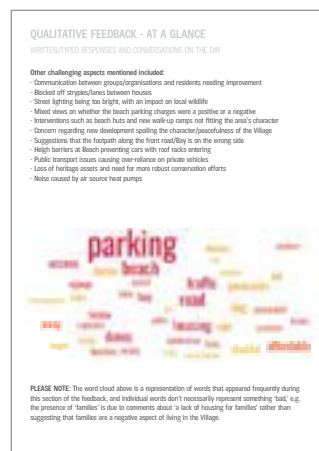 QUALITATIVE FEEDBACK - AT A GLANCE
WRITTEN/TYPED RESPONSES AND CONVERSATIONS ON THE DAY
Other challenging aspects mentioned included:
- Communication between groups/organisations and residents needing improvement
- Blocked off strypes/lanes between houses
- Street lighting being too bright, with an impact on local wildlife
- Mixed views on whether the beach parking charges were a positive or a negative
- Interventions such as beach huts and new walk-up ramps not fitting the area's character
- Concern regarding new development spoiling the character/peacefulness of the Village
- Suggestions that the footpath along the front road/Bay is on the wrong side
- Heigh barriers at Beach preventing cars with roof racks entering
- Public transport issues causing over-reliance on private vehicles
- Loss of heritage assets and need for more robust conservation efforts
- Noise caused by air source heat pumps
parking
access beach
traffic
road
housing
dunes
affordable
PLEASE NOTE: The word cloud above is a representation of words that appeared frequently during
this section of the feedback, and individual words don't necessarily represent something 'bad,' e.g.
the presence of 'families' is due to comments about 'a lack of housing for families' rather than
suggesting that families are a negative aspect of living in the Village.